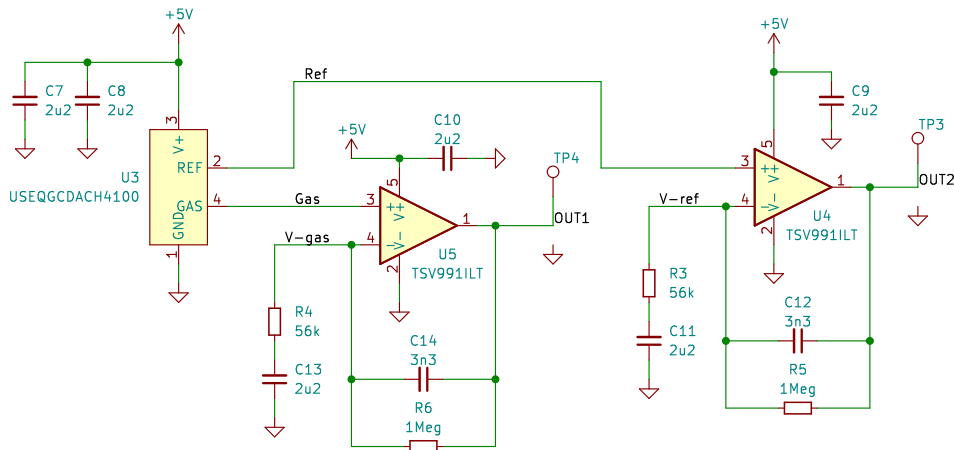 +5V
C7
2u2
C8
2u2
3
V+
U3
USEQGCDACH4100
REF
2
GAS
4
GND
1
Ref
Gas
+5V
C10
2u2
5
V+
3
+
4
-
V-
1
2
U5
TSV991ILT
V-gas
TP4
OUT1
R4
56k
C13
2u2
C14
3n3
R6
1Meg
+5V
C9
2u2
5
V+
3
+
4
-
V-
1
2
U4
TSV991ILT
V-ref
TP3
OUT2
R3
56k
C11
2u2
C12
3n3
R5
1Meg